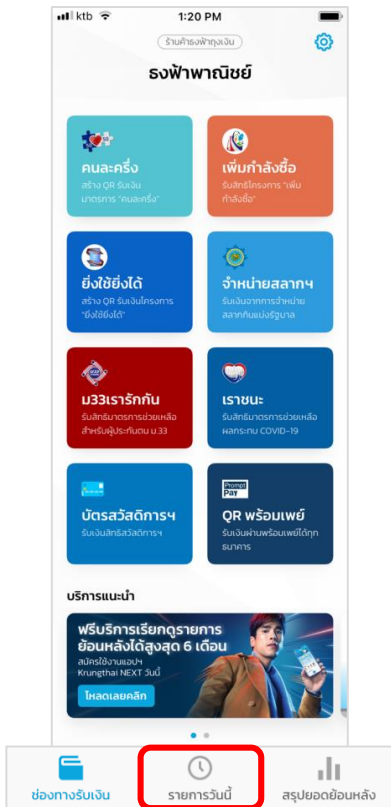 ktb
1:20 PM
ร้านค้าธงฟ้าถุงเงิน
ธงฟ้าพาณิชย์
คนละครึ่ง
สร้าง QR รับเงิน
มาตรการ "คนละครึ่ง"
เพิ่มกำลังซื้อ
รับสิทธิโครงการ "เพิ่ม
กำลังซื้อ"
ยิ่งใช้ยิ่งได้
สร้าง QR รับเงินโครงการ
"ยิ่งใช้ยิ่งได้"
จำหน่ายสลากฯ
รับเงินจากการจำหน่าย
สลากกินแบ่งรัฐบาล
ม33เรารักกัน
รับสิทธิมาตรการช่วยเหลือ
สำหรับผู้ประกันตน ม.33
เราชนะ
รับสิทธิมาตรการช่วยเหลือ
ผลกระทบ COVID-19
บัตรสวัสดิการฯ
รับเงินสิทธิสวัสดิการฯ
Prompt
Pay
QR พร้อมเพย์
รับเงินผ่านพร้อมเพย์ได้ทุก
ธนาคาร
บริการแนะนำ
ฟรีบริการเรียกดูรายการ
ย้อนหลังได้สูงสุด 6 เดือน
สมัครใช้งานแอปฯ
Krungthai NEXT วันนี้
โหลดเลยคลิก
ช่องทางรับเงิน
รายการวันนี้
สรุปยอดย้อนหลัง